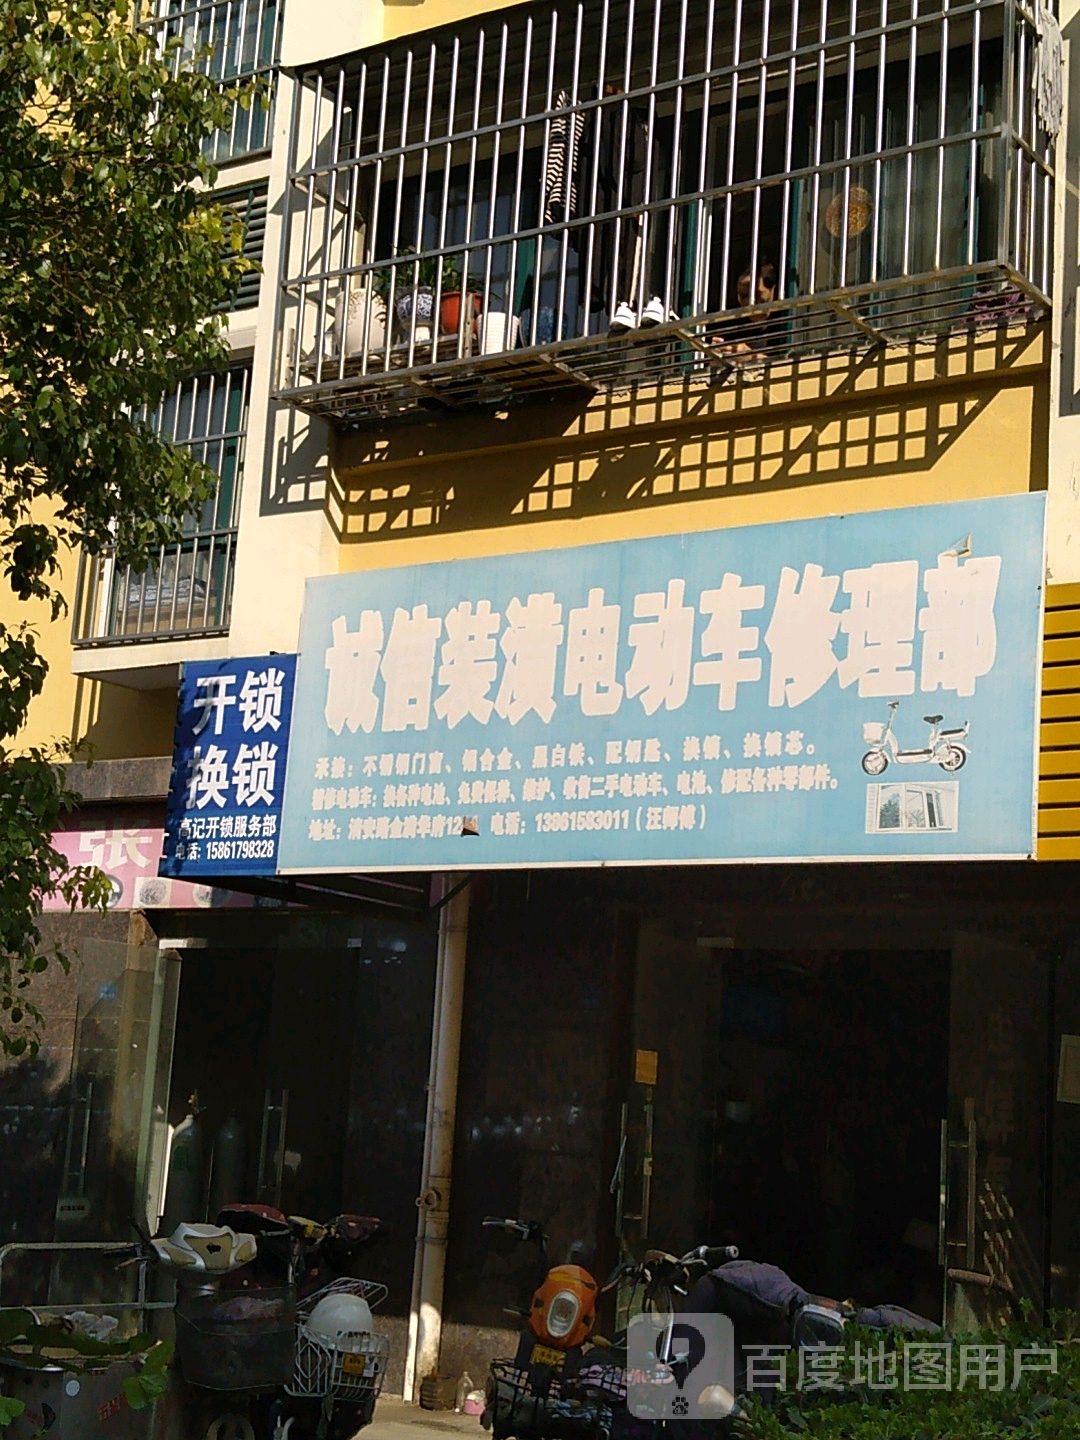 诚信装潢电动车修理部
承接：不锈钢门窗、铝合金、黑白铁、配钥匙、换锁、换锁芯。
精修电动车：换各种电池、免费保养、维护、收售二手电动车、电池、修配各种零部件。
地址：清安路金湖华府12 电话：13961583011（汪师傅）
开锁
换锁
高记开锁服务部
电话：15861798328
张
百度地图用户